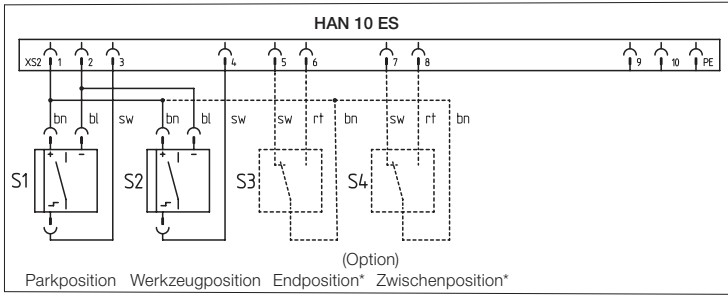 HAN 10 ES
XS2 1 2 3 4 5 6 7 8 9 10 PE
bn bl sw bn bl sw sw rt bn sw rt bn
+ − + −
S1 S2 S3 S4
(Option)
Parkposition Werkzeugposition Endposition* Zwischenposition*